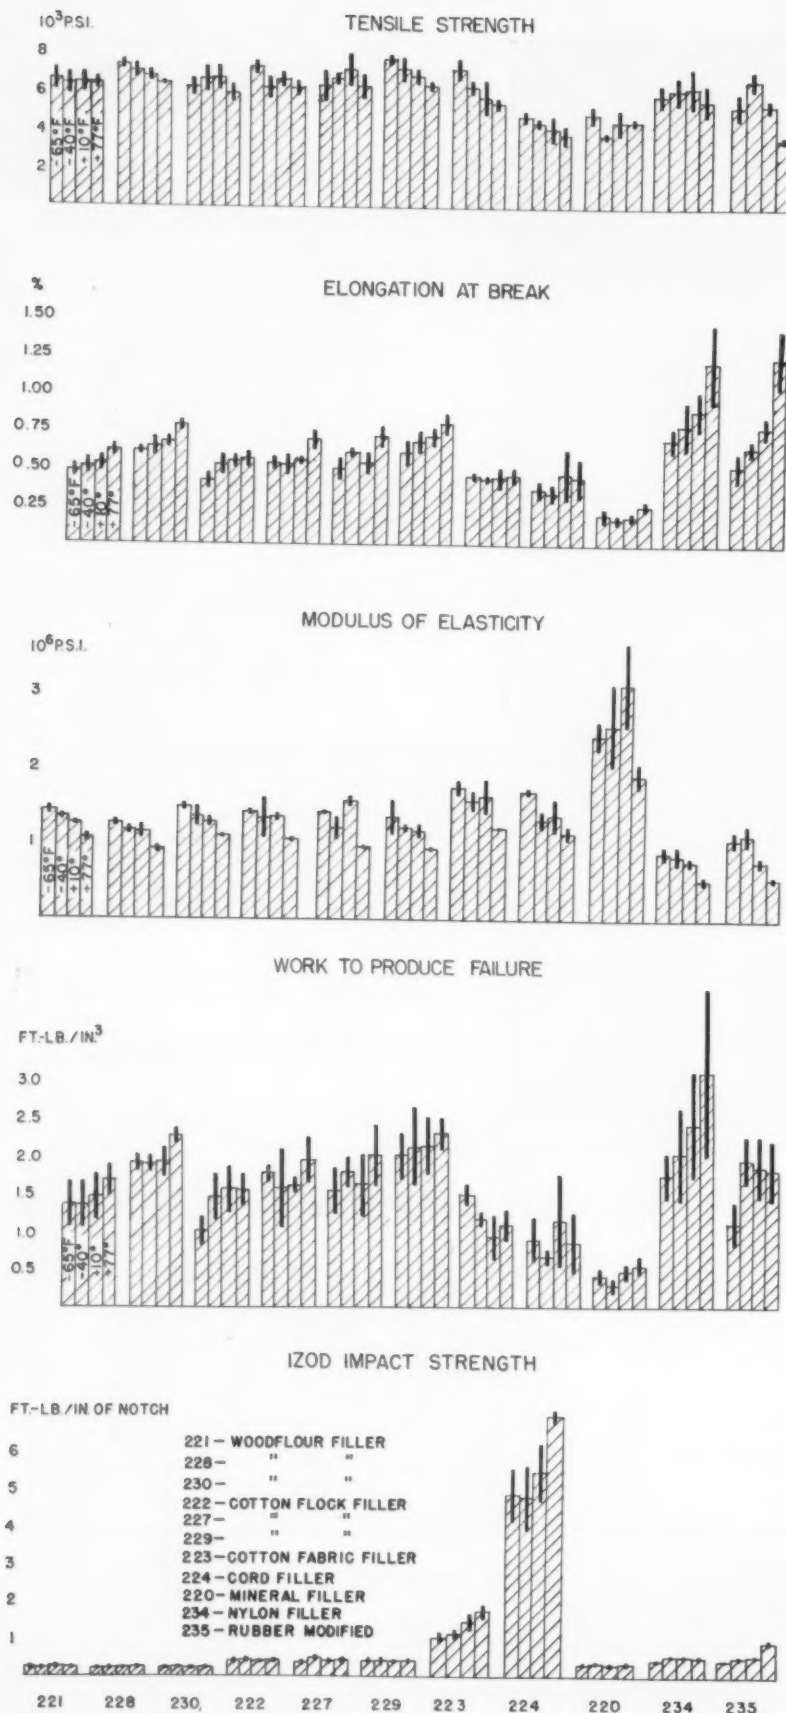 TENSILE STRENGTH
10³P.S.I.
8
6
4
2
-65°F
-40°F
+10°F
+77°F
ELONGATION AT BREAK
%
1.50
1.25
1.00
0.75
0.50
0.25
-65°F
-40°
+10°
+77°
MODULUS OF ELASTICITY
10⁶P.S.I.
3
2
1
-65°F
-40°
+10°
+77°
WORK TO PRODUCE FAILURE
FT.-LB./IN.³
3.0
2.5
2.0
1.5
1.0
0.5
-65°F
-40°
+10°
+77°
IZOD IMPACT STRENGTH
FT.-LB./IN OF NOTCH
6
5
4
3
2
1
221 - WOODFLOUR FILLER
228 - " "
230 - " "
222 - COTTON FLOCK FILLER
227 - " "
229 - " "
223 - COTTON FABRIC FILLER
224 - CORD FILLER
220 - MINERAL FILLER
234 - NYLON FILLER
235 - RUBBER MODIFIED
221 228 230, 222 227 229 223 224 220 234 235